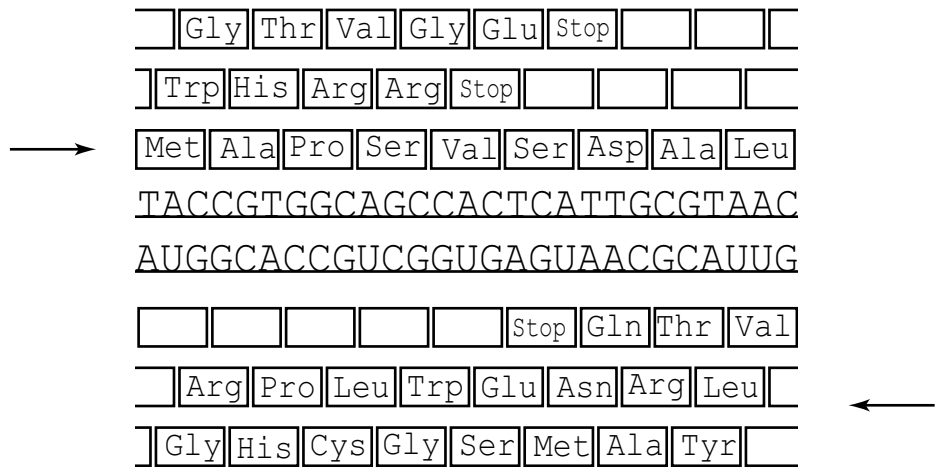 Gly Thr Val Gly Glu Stop
Trp His Arg Arg Stop
Met Ala Pro Ser Val Ser Asp Ala Leu
TACCGTGGCAGCCACTCATTGCGTAAC
AUGGCACCGUCGGUGAGUAACGCAUUG
Stop Gln Thr Val
Arg Pro Leu Trp Glu Asn Arg Leu
Gly His Cys Gly Ser Met Ala Tyr